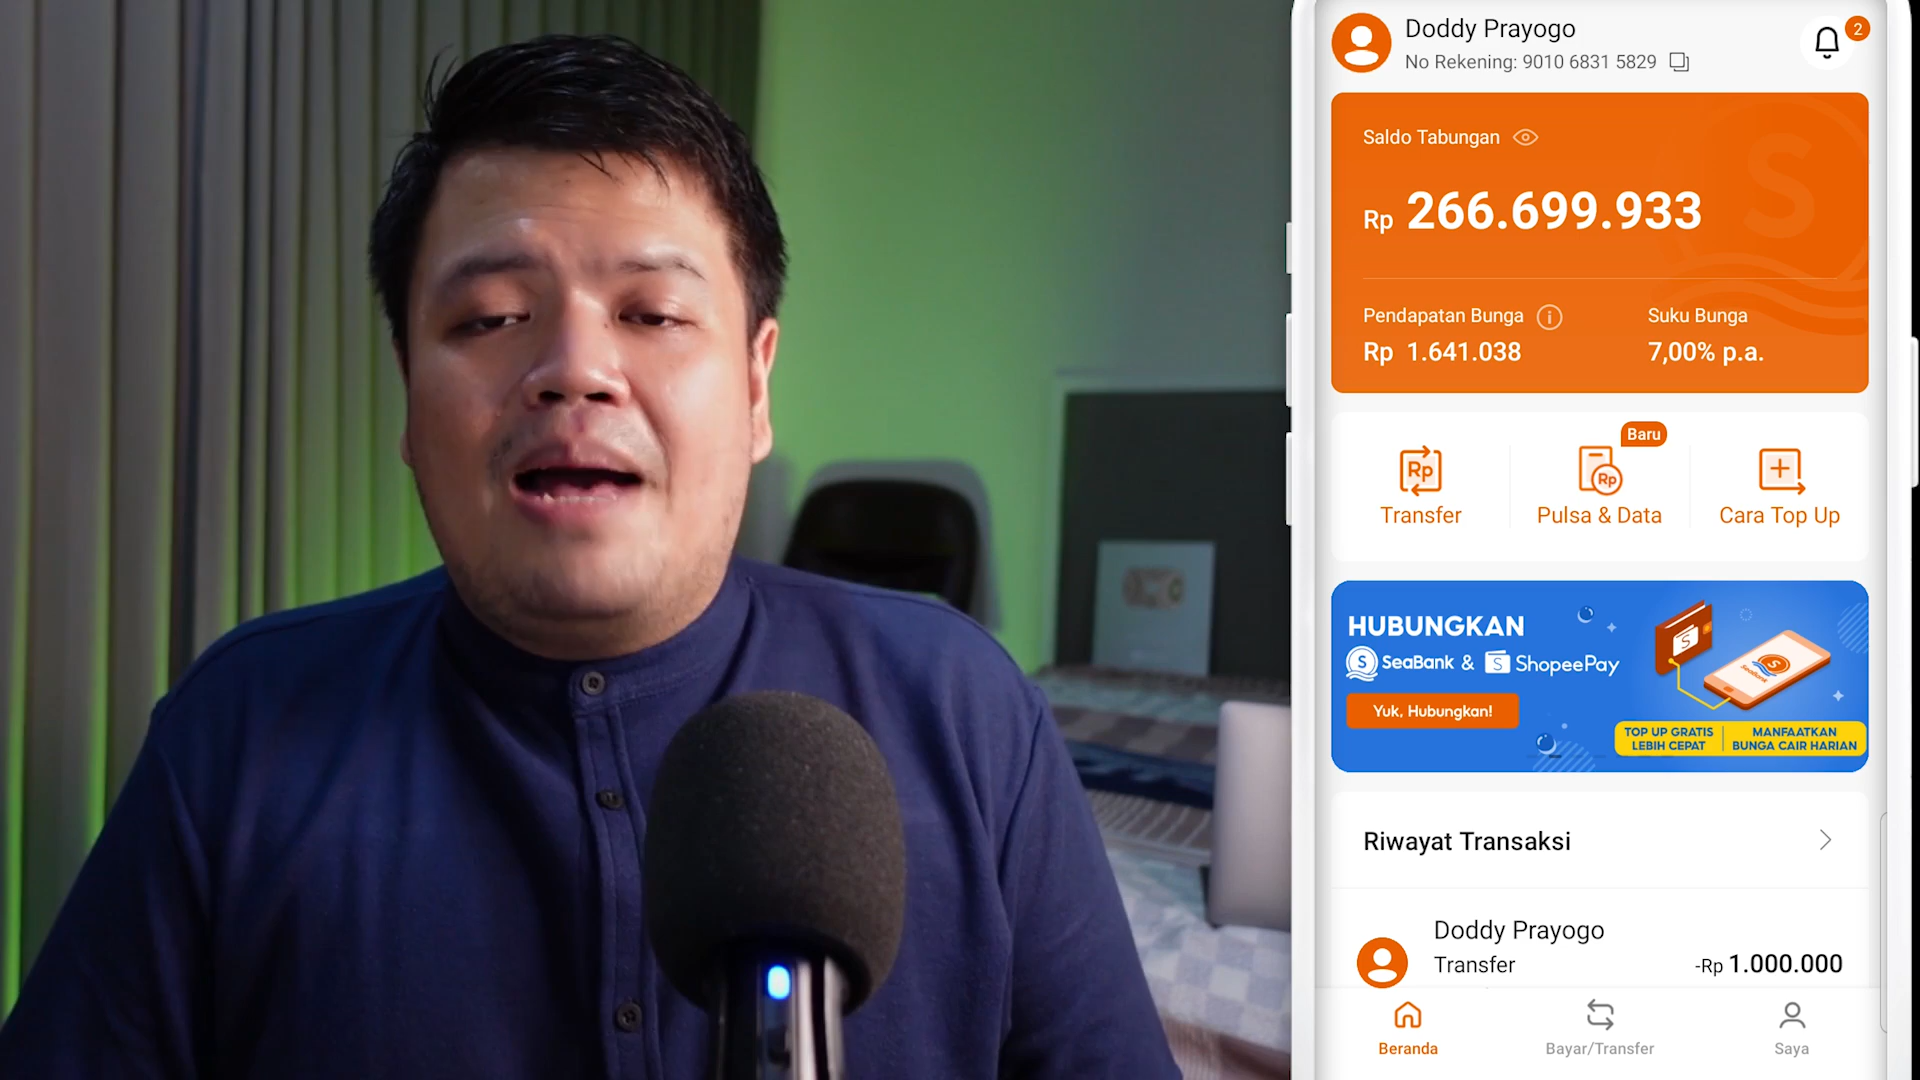 Doddy Prayogo
No Rekening: 9010 6831 5829
2
Saldo Tabungan
Rp 266.699.933
Pendapatan Bunga
Suku Bunga
Rp 1.641.038
7,00% p.a.
Baru
Transfer
Pulsa & Data
Cara Top Up
HUBUNGKAN
SeaBank & ShopeePay
Yuk, Hubungkan!
TOP UP GRATIS
LEBIH CEPAT
MANFAATKAN
BUNGA CAIR HARIAN
Riwayat Transaksi
Doddy Prayogo
Transfer
-Rp 1.000.000
Beranda
Bayar/Transfer
Saya